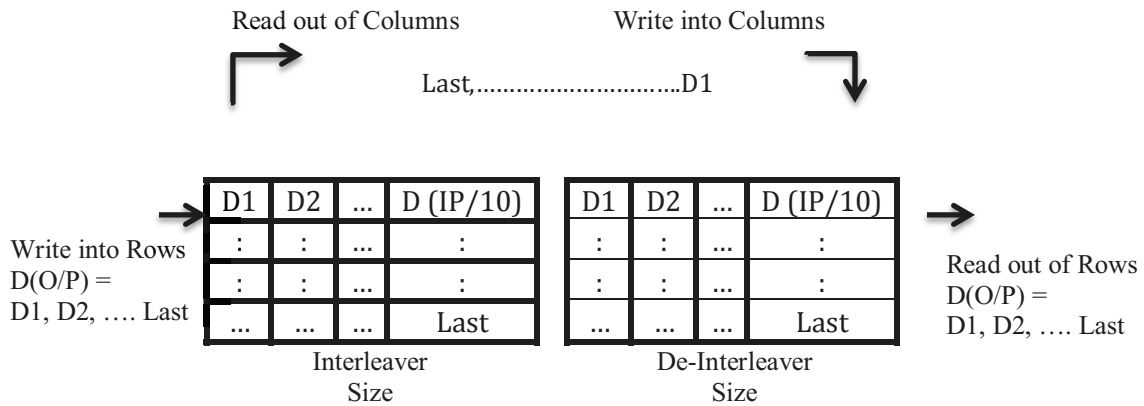 Read out of Columns Write into Columns
Last,………………………….D1
D1 D2 ... D (IP/10) D1 D2 ... D (IP/10)
: : ... : : : ... :
: : ... : : : ... :
... ... ... Last ... ... ... Last
Write into Rows
D(O/P) =
D1, D2, …. Last
Read out of Rows
D(O/P) =
D1, D2, …. Last
Interleaver
Size
De-Interleaver
Size